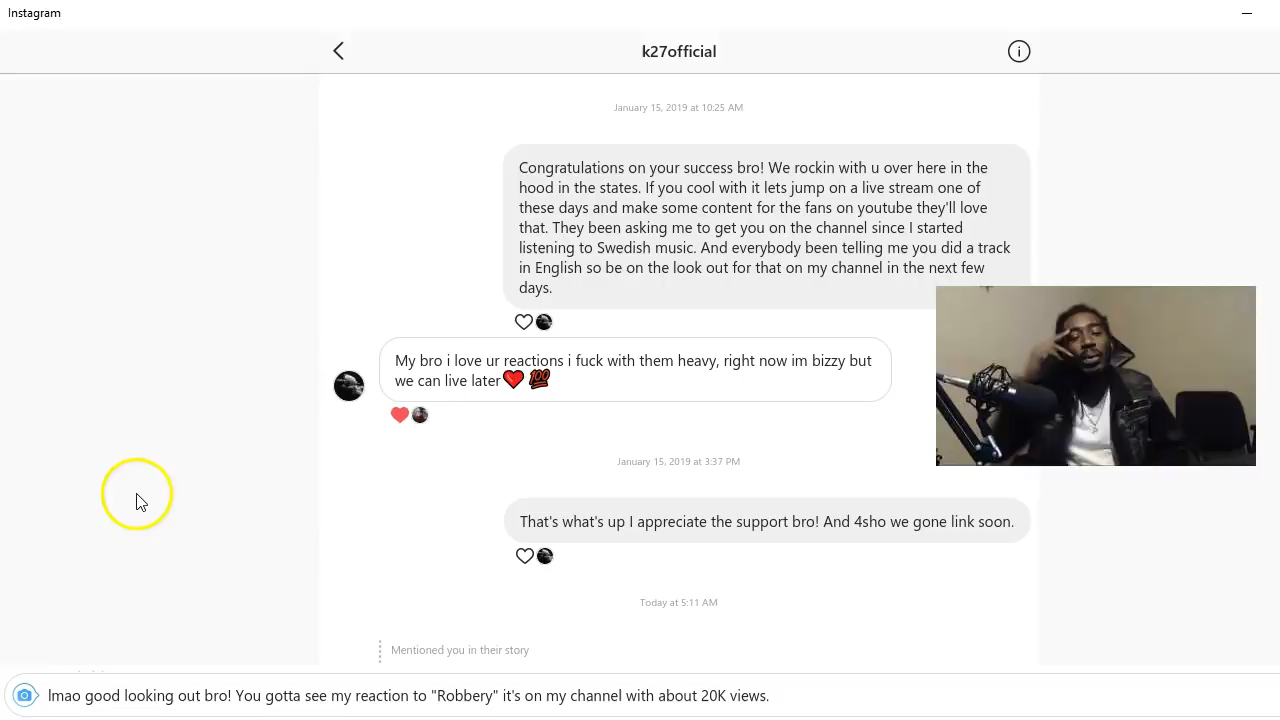 Instagram
k27official
January 15, 2019 at 10:25 AM
Congratulations on your success bro! We rockin with u over here in the
hood in the states. If you cool with it lets jump on a live stream one of
these days and make some content for the fans on youtube they'll love
that. They been asking me to get you on the channel since I started
listening to Swedish music. And everybody been telling me you did a track
in English so be on the look out for that on my channel in the next few
days.
My bro i love ur reactions i fuck with them heavy, right now im bizzy but
we can live later❤️ 💯
January 15, 2019 at 3:37 PM
That's what's up I appreciate the support bro! And 4sho we gone link soon.
Today at 5:11 AM
Mentioned you in their story
lmao good looking out bro! You gotta see my reaction to "Robbery" it's on my channel with about 20K views.